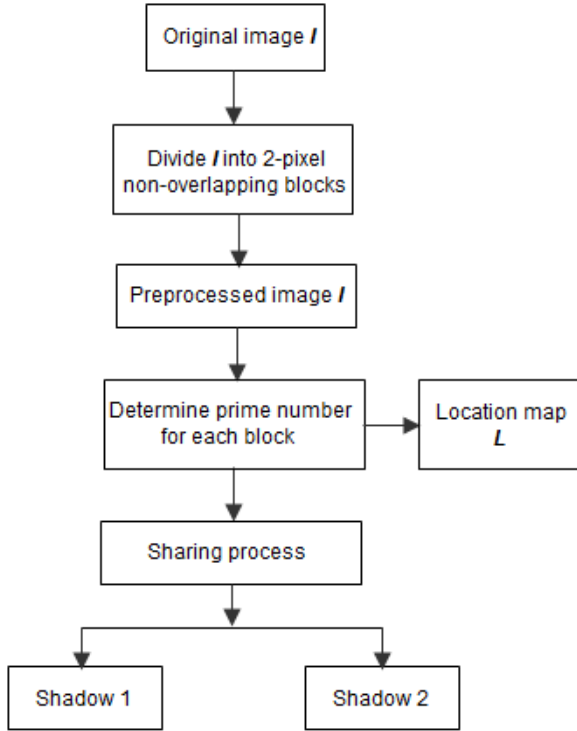 Original image I
Divide I into 2-pixel
non-overlapping blocks
Preprocessed image I
Determine prime number
for each block
Location map
L
Sharing process
Shadow 1
Shadow 2